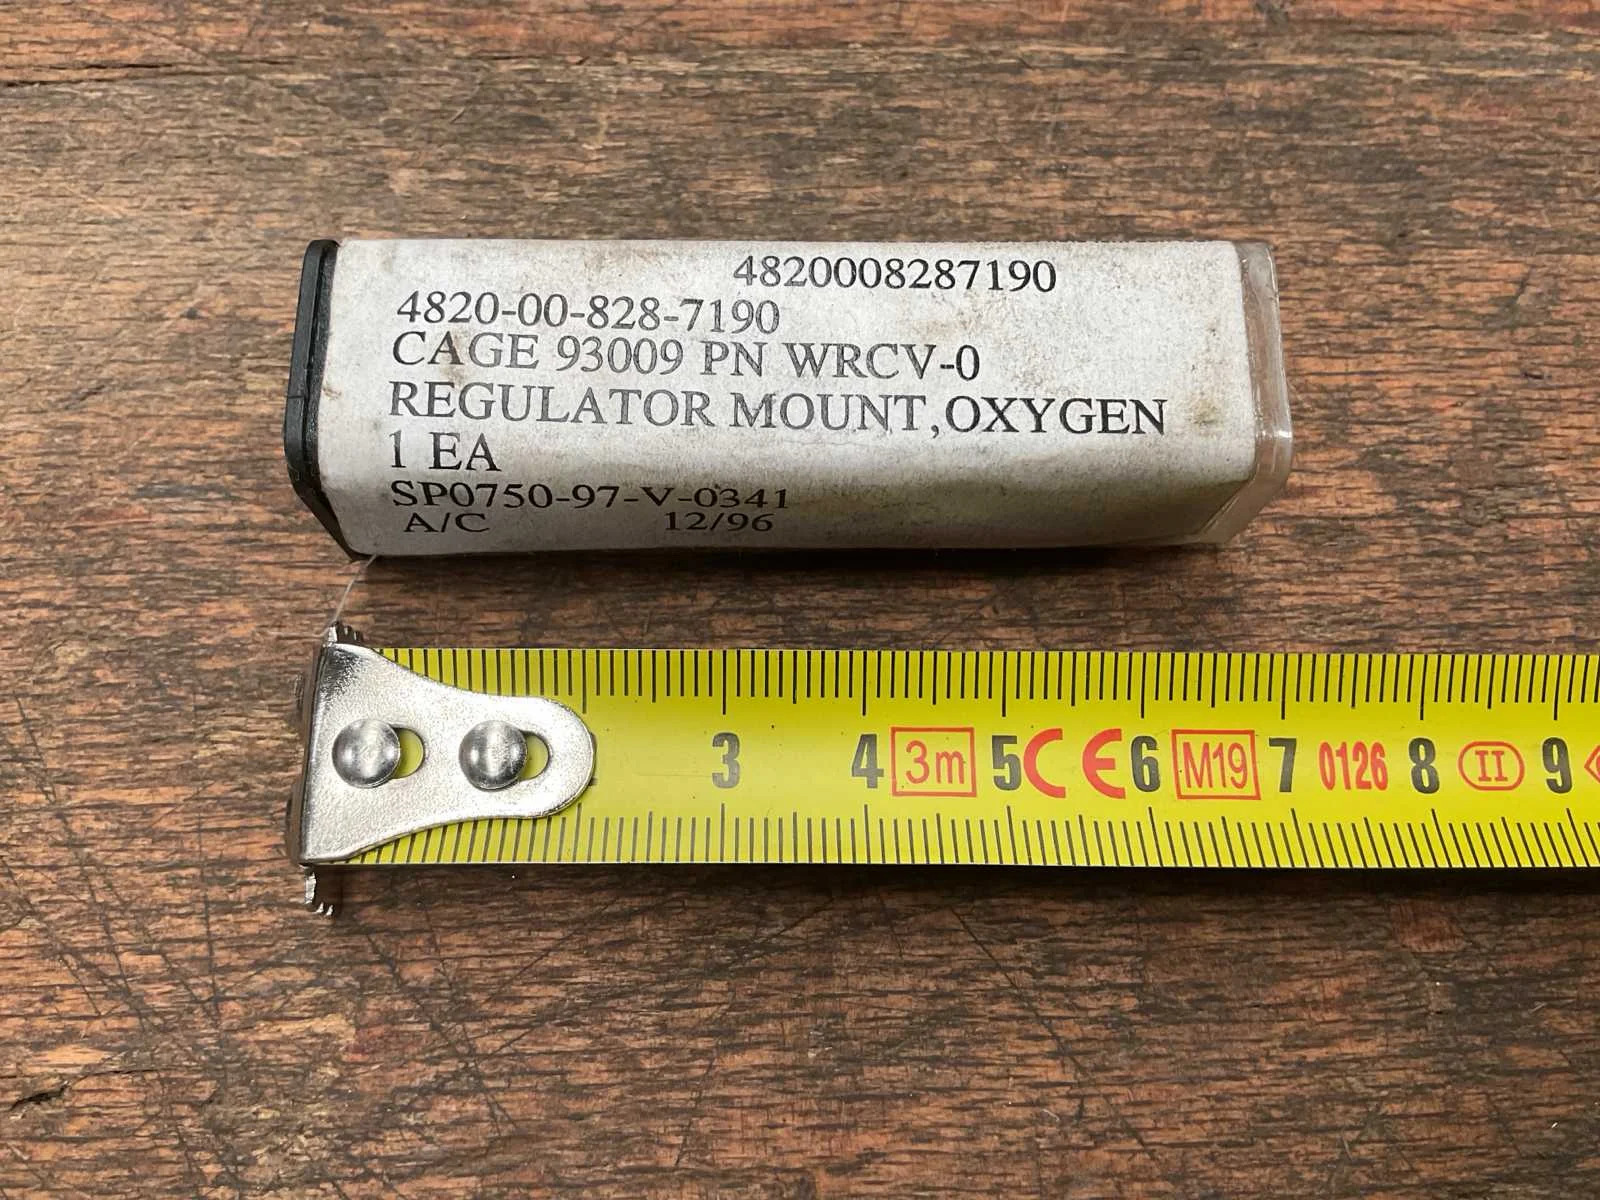 4820008287190
4820-00-828-7190
CAGE 93009 PN WRCV-0
REGULATOR MOUNT,OXYGEN
1 EA
SP0750-97-V-0341
A/C 12/96
3 4 3m 5 CE 6 M19 7 0126 8 II 9